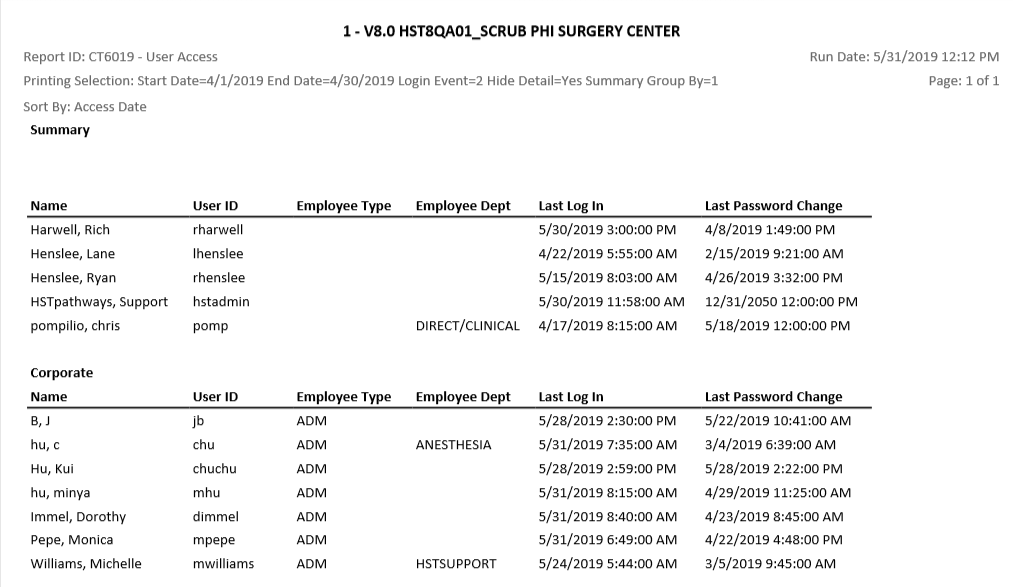 1 - V8.0 HST8QA01_SCRUB PHI SURGERY CENTER
Report ID: CT6019 - User Access Run Date: 5/31/2019 12:12 PM
Printing Selection: Start Date=4/1/2019 End Date=4/30/2019 Login Event=2 Hide Detail=Yes Summary Group By=1 Page: 1 of 1
Sort By: Access Date
Summary
Name User ID Employee Type Employee Dept Last Log In Last Password Change
Harwell, Rich rharwell 5/30/2019 3:00:00 PM 4/8/2019 1:49:00 PM
Henslee, Lane lhenslee 4/22/2019 5:55:00 AM 2/15/2019 9:21:00 AM
Henslee, Ryan rhenslee 5/15/2019 8:03:00 AM 4/26/2019 3:32:00 PM
HSTpathways, Support hstadmin 5/30/2019 11:58:00 AM 12/31/2050 12:00:00 PM
pompilio, chris pomp DIRECT/CLINICAL 4/17/2019 8:15:00 AM 5/18/2019 12:00:00 PM
Corporate
Name User ID Employee Type Employee Dept Last Log In Last Password Change
B, J jb ADM 5/28/2019 2:30:00 PM 5/22/2019 10:41:00 AM
hu, c chu ADM ANESTHESIA 5/31/2019 7:35:00 AM 3/4/2019 6:39:00 AM
Hu, Kui chuchu ADM 5/28/2019 2:59:00 PM 5/28/2019 2:22:00 PM
hu, minya mhu ADM 5/31/2019 8:15:00 AM 4/29/2019 11:25:00 AM
Immel, Dorothy dimmel ADM 5/31/2019 8:40:00 AM 4/23/2019 8:45:00 AM
Pepe, Monica mpepe ADM 5/31/2019 6:49:00 AM 4/22/2019 4:48:00 PM
Williams, Michelle mwilliams ADM HSTSUPPORT 5/24/2019 5:44:00 AM 3/5/2019 9:45:00 AM